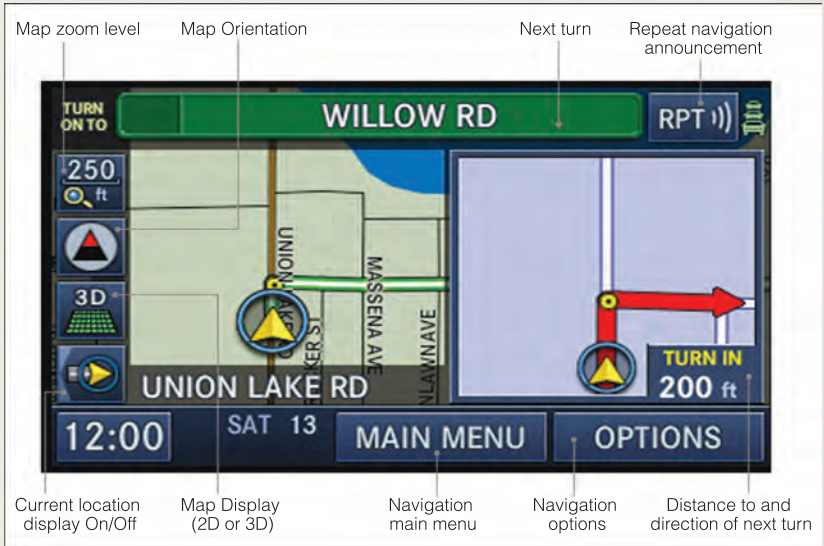 Map zoom level
Map Orientation
Next turn
Repeat navigation
announcement
TURN
ON TO
WILLOW RD
RPT
250
ft
3D
UNION LAKE RD
MASSENA AVE
UNION LAKE RD
TURN IN
200 ft
12:00
SAT 13
MAIN MENU
OPTIONS
Current location
display On/Off
Map Display
(2D or 3D)
Navigation
main menu
Navigation
options
Distance to and
direction of next turn